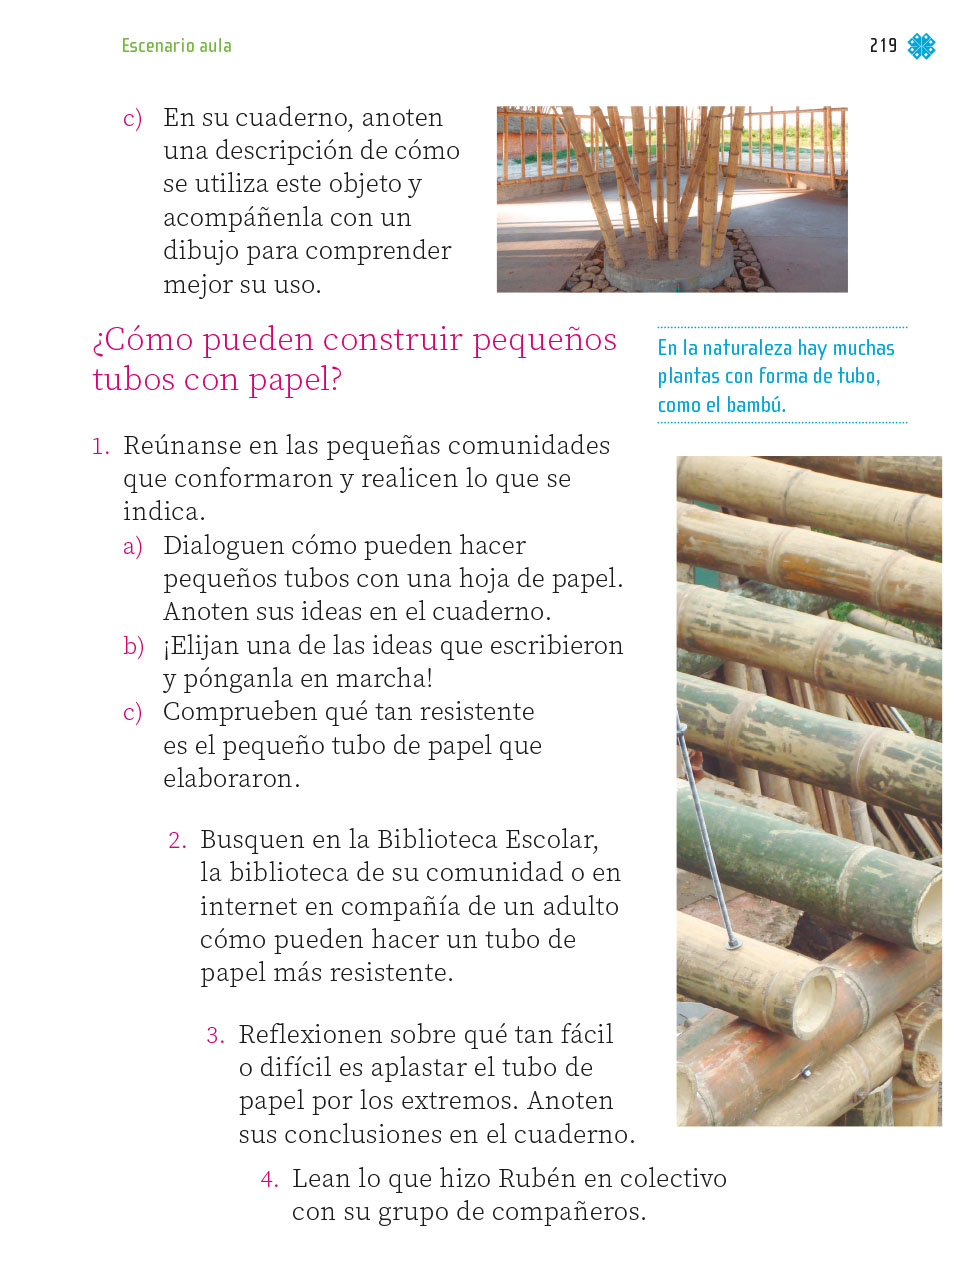 Escenario aula
219
c) En su cuaderno, anoten
una descripción de cómo
se utiliza este objeto y
acompáñenla con un
dibujo para comprender
mejor su uso.
¿Cómo pueden construir pequeños
tubos con papel?
En la naturaleza hay muchas
plantas con forma de tubo,
como el bambú.
1. Reúnanse en las pequeñas comunidades
que conformaron y realicen lo que se
indica.
a) Dialoguen cómo pueden hacer
pequeños tubos con una hoja de papel.
Anoten sus ideas en el cuaderno.
b) ¡Elijan una de las ideas que escribieron
y pónganla en marcha!
c) Comprueben qué tan resistente
es el pequeño tubo de papel que
elaboraron.
2. Busquen en la Biblioteca Escolar,
la biblioteca de su comunidad o en
internet en compañía de un adulto
cómo pueden hacer un tubo de
papel más resistente.
3. Reflexionen sobre qué tan fácil
o difícil es aplastar el tubo de
papel por los extremos. Anoten
sus conclusiones en el cuaderno.
4. Lean lo que hizo Rubén en colectivo
con su grupo de compañeros.